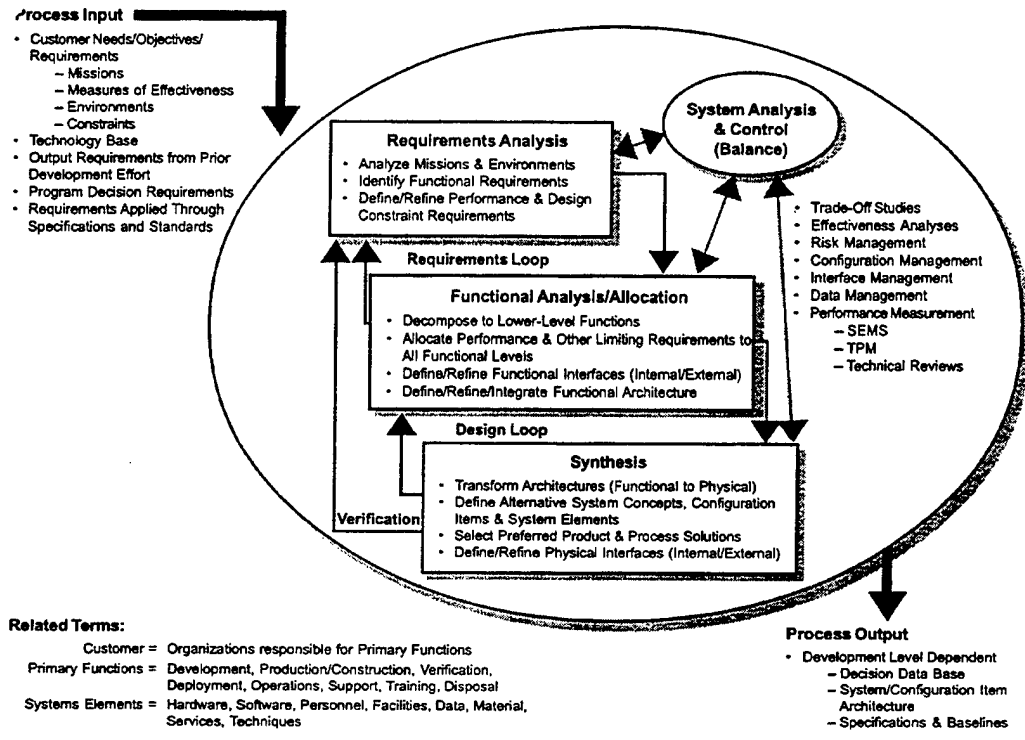 Process Input
• Customer Needs/Objectives/
Requirements
– Missions
– Measures of Effectiveness
– Environments
– Constraints
• Technology Base
• Output Requirements from Prior
Development Effort
• Program Decision Requirements
• Requirements Applied Through
Specifications and Standards
Requirements Analysis
• Analyze Missions & Environments
• Identify Functional Requirements
• Define/Refine Performance & Design
Constraint Requirements
System Analysis
& Control
(Balance)
• Trade-Off Studies
• Effectiveness Analyses
• Risk Management
• Configuration Management
• Interface Management
• Data Management
• Performance Measurement
– SEMS
– TPM
– Technical Reviews
Requirements Loop
Functional Analysis/Allocation
• Decompose to Lower-Level Functions
• Allocate Performance & Other Limiting Requirements to
All Functional Levels
• Define/Refine Functional Interfaces (Internal/External)
• Define/Refine/Integrate Functional Architecture
Design Loop
Synthesis
• Transform Architectures (Functional to Physical)
• Define Alternative System Concepts, Configuration
Items & System Elements
• Select Preferred Product & Process Solutions
• Define/Refine Physical Interfaces (Internal/External)
Verification
Related Terms:
Customer = Organizations responsible for Primary Functions
Primary Functions = Development, Production/Construction, Verification,
Deployment, Operations, Support, Training, Disposal
Systems Elements = Hardware, Software, Personnel, Facilities, Data, Material,
Services, Techniques
Process Output
• Development Level Dependent
– Decision Data Base
– System/Configuration Item
Architecture
– Specifications & Baselines